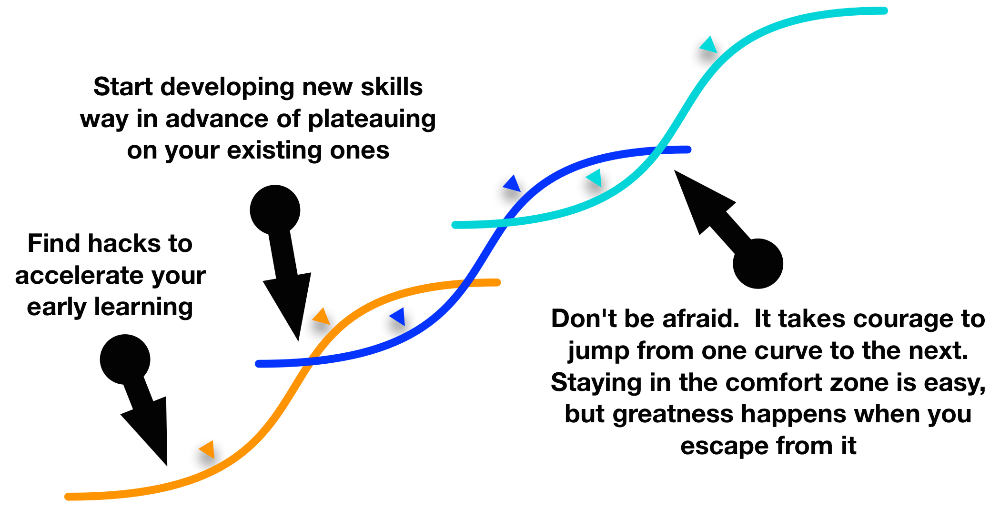 Start developing new skills
way in advance of plateauing
on your existing ones
Find hacks to
accelerate your
early learning
Don't be afraid.  It takes courage to
jump from one curve to the next.
Staying in the comfort zone is easy,
but greatness happens when you
escape from it